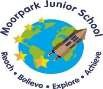 Moorpark Junior School
Reach • Believe • Explore • Achieve